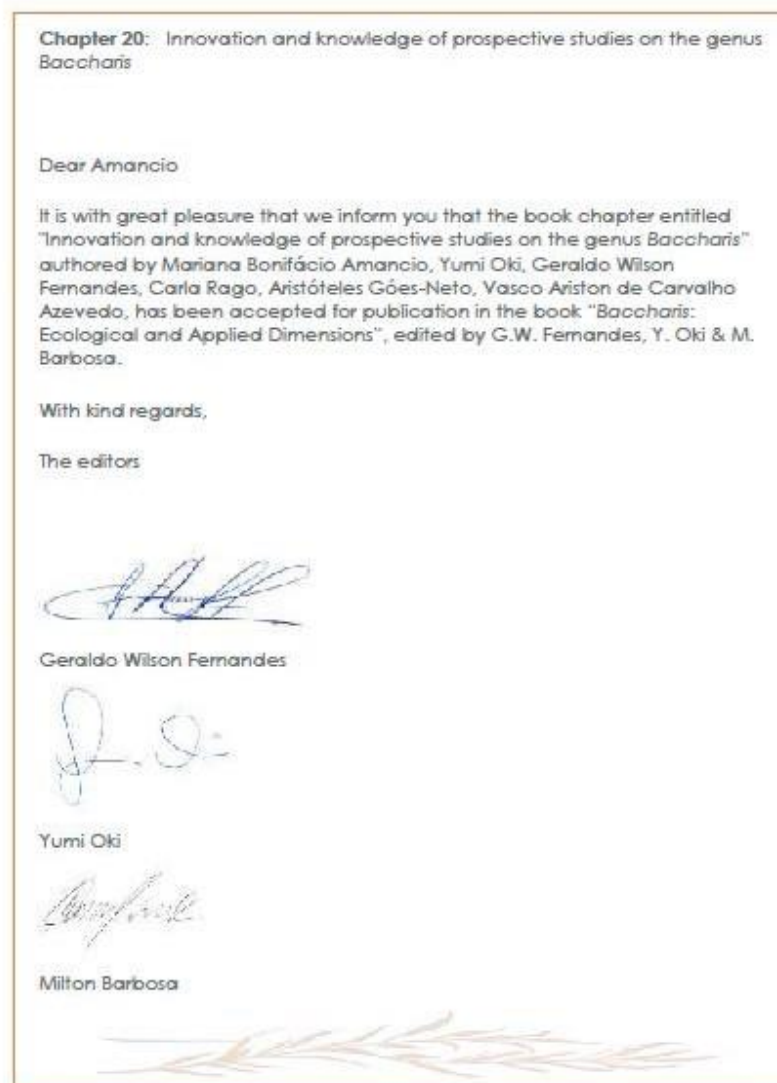 Chapter 20: Innovation and knowledge of prospective studies on the genus
Baccharis
Dear Amancio
It is with great pleasure that we inform you that the book chapter entitled
"Innovation and knowledge of prospective studies on the genus Baccharis"
authored by Mariana Bonifácio Amancio, Yumi Oki, Geraldo Wilson
Fernandes, Carla Rago, Aristóteles Góes-Neto, Vasco Ariston de Carvalho
Azevedo, has been accepted for publication in the book "Baccharis:
Ecological and Applied Dimensions", edited by G.W. Fernandes, Y. Oki & M.
Barbosa.
With kind regards,
The editors
Geraldo Wilson Fernandes
Yumi Oki
Milton Barbosa